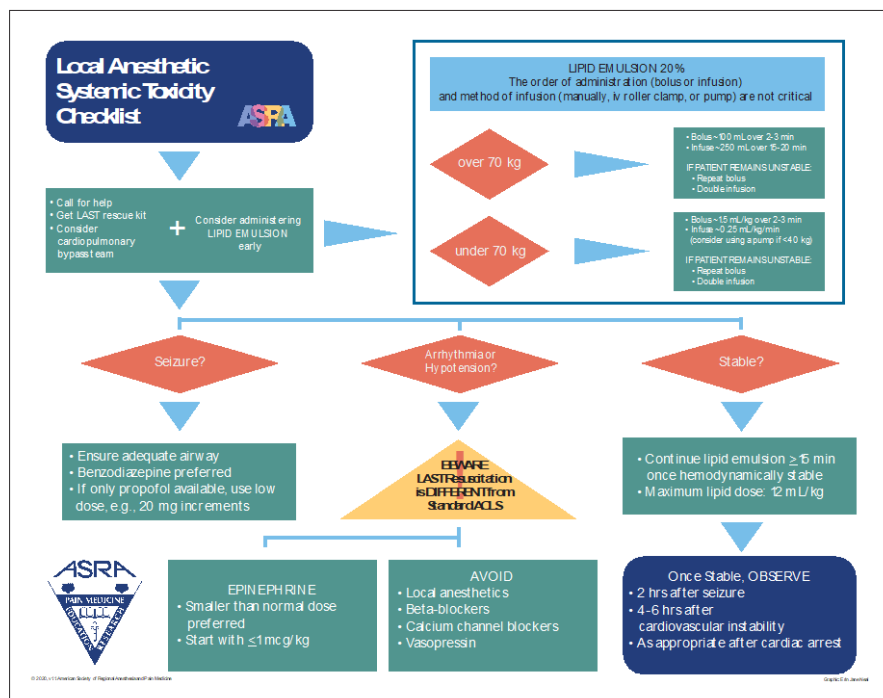 Local Anesthetic
Systemic Toxicity
Checklist
ASRA
LIPID EMULSION 20%
The order of administration (bolus or infusion)
and method of infusion (manually, iv roller clamp, or pump) are not critical
over 70 kg
• Bolus ~100 mL over 2-3 min
• Infuse ~250 mL over 15-20 min
IF PATIENT REMAINS UNSTABLE:
• Repeat bolus
• Double infusion
under 70 kg
• Bolus ~1.5 mL/kg over 2-3 min
• Infuse ~0.25 mL/kg/min
(consider using a pump if <40 kg)
IF PATIENT REMAINS UNSTABLE:
• Repeat bolus
• Double infusion
• Call for help
• Get LAST rescue kit
• Consider
cardiopulmonary
bypass team
+
Consider administering
LIPID EMULSION
early
Seizure?
Arrhythmia or
Hypotension?
Stable?
• Ensure adequate airway
• Benzodiazepine preferred
• If only propofol available, use low
dose, e.g., 20 mg increments
!
BEWARE
LAST Resuscitation
is DIFFERENT from
Standard ACLS
• Continue lipid emulsion ≥15 min
once hemodynamically stable
• Maximum lipid dose: 12 mL/kg
EPINEPHRINE
• Smaller than normal dose
preferred
• Start with ≤1mcg/kg
AVOID
• Local anesthetics
• Beta-blockers
• Calcium channel blockers
• Vasopressin
Once Stable, OBSERVE
• 2 hrs after seizure
• 4-6 hrs after
cardiovascular instability
• As appropriate after cardiac arrest
ASRA
PAIN MEDICINE
EDUCATION
RESEARCH
© 2020, v1.1 American Society of Regional Anesthesia and Pain Medicine